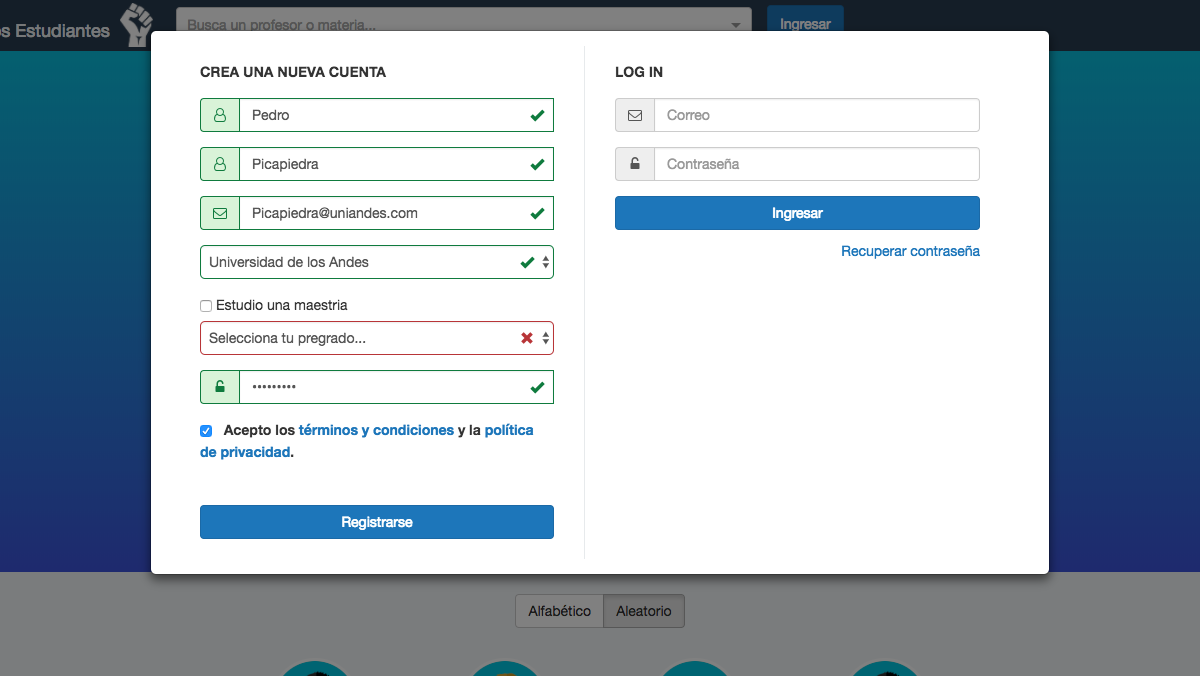 s Estudiantes
Busca un profesor o materia...
Ingresar
CREA UNA NUEVA CUENTA
Pedro
Picapiedra
Picapiedra@uniandes.com
Universidad de los Andes
Estudio una maestria
Selecciona tu pregrado...
•••••••••
Acepto los términos y condiciones y la política
de privacidad.
Registrarse
LOG IN
Correo
Contraseña
Ingresar
Recuperar contraseña
Alfabético
Aleatorio